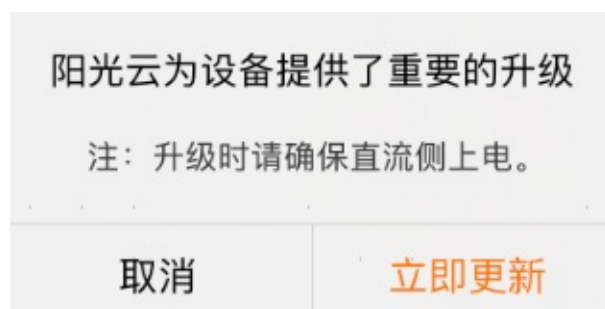 阳光云为设备提供了重要的升级
注：升级时请确保直流侧上电。
取消
立即更新